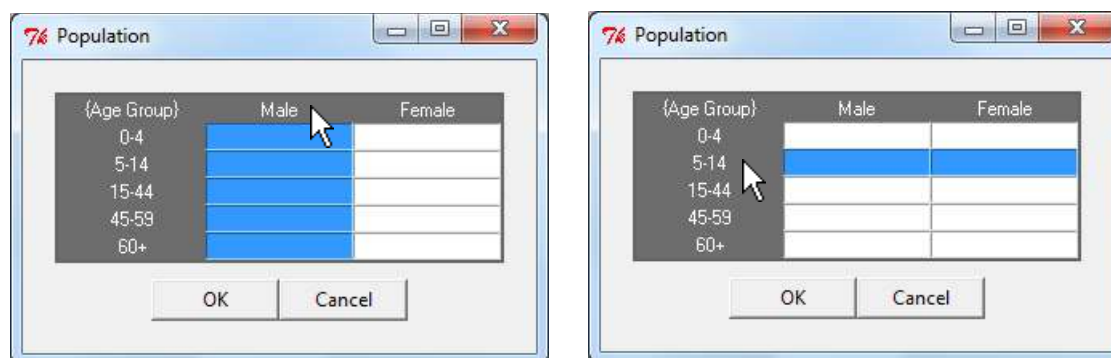 Population
{Age Group} Male Female
0-4
5-14
15-44
45-59
60+
OK Cancel
Population
{Age Group} Male Female
0-4
5-14
15-44
45-59
60+
OK Cancel